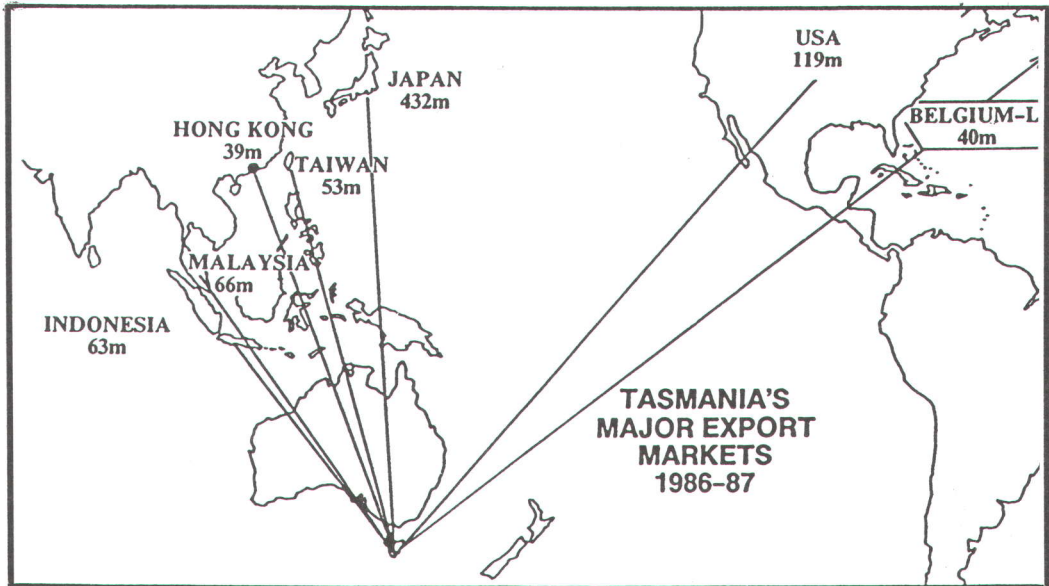 USA
119m
JAPAN
432m
BELGIUM-L
40m
HONG KONG
39m
TAIWAN
53m
MALAYSIA
66m
INDONESIA
63m
TASMANIA'S
MAJOR EXPORT
MARKETS
1986-87